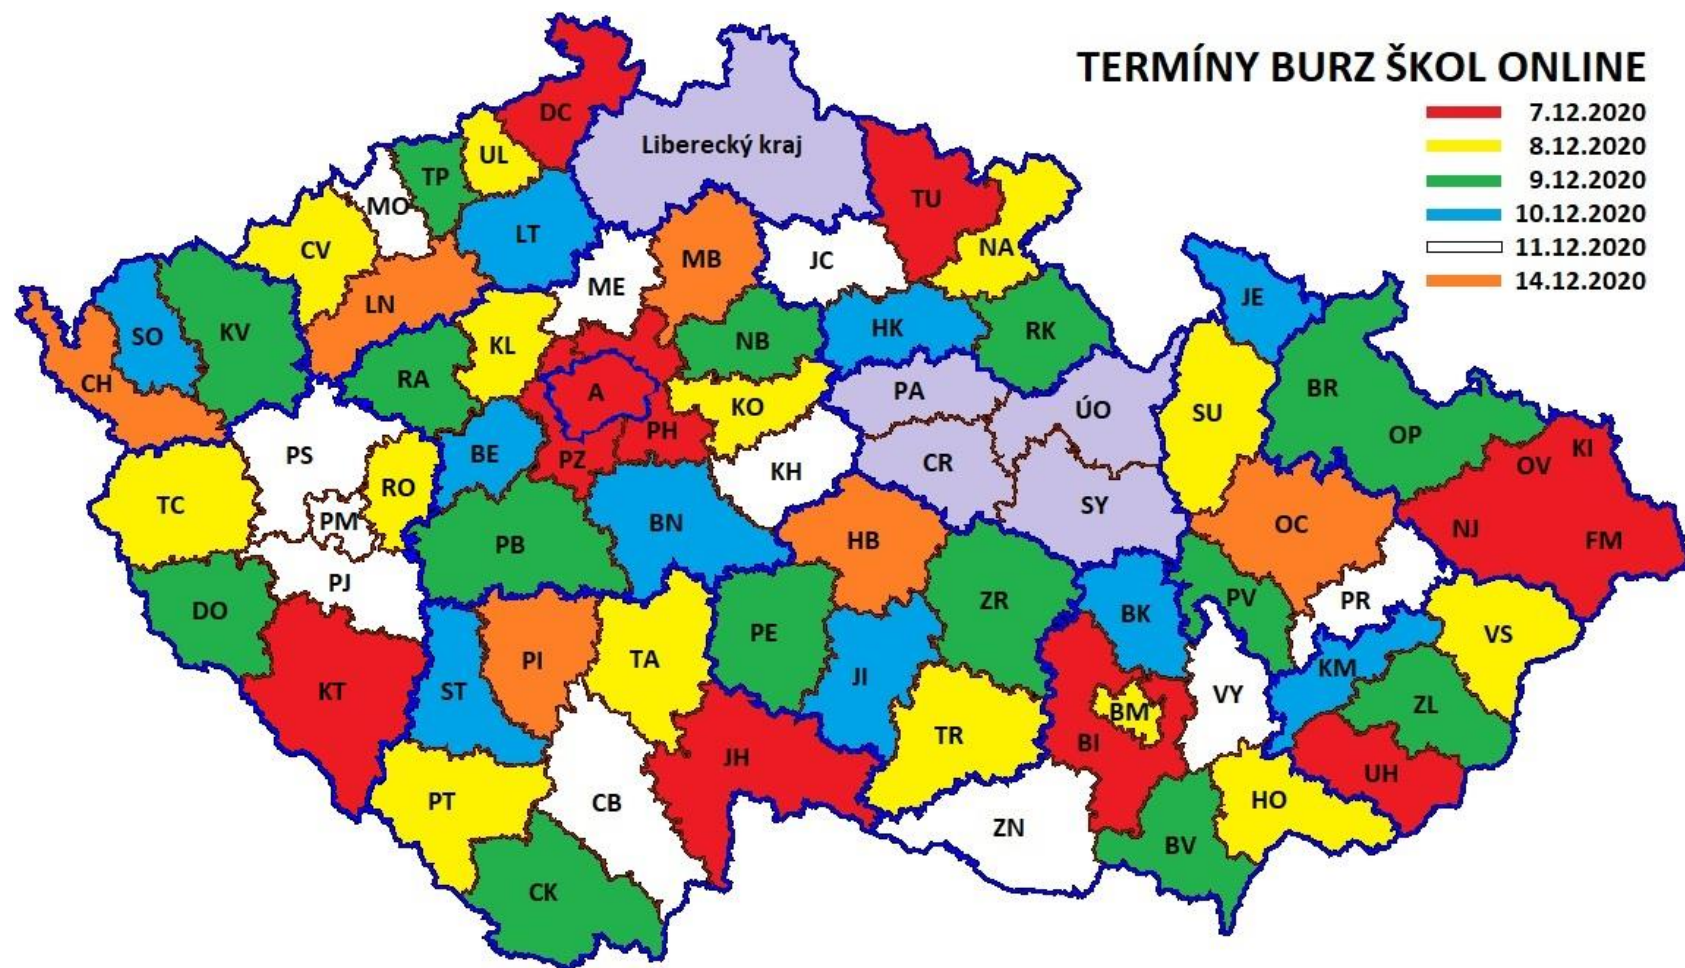 TERMÍNY BURZ ŠKOL ONLINE
7.12.2020
8.12.2020
9.12.2020
10.12.2020
11.12.2020
14.12.2020
DC
Liberecký kraj
UL
TP
TU
MO
LT
CV
NA
MB
JC
ME
LN
JE
SO
KV
HK
RK
NB
KL
RA
CH
A
PA
KO
ÚO
SU
BR
PH
OP
KI
PS
BE
PZ
CR
OV
KH
RO
TC
SY
PM
BN
OC
NJ
PB
HB
FM
PJ
DO
ZR
BK
PV
PR
PE
VS
PI
TA
KM
JI
KT
ST
VY
ZL
BM
TR
BI
JH
UH
PT
CB
HO
ZN
BV
CK